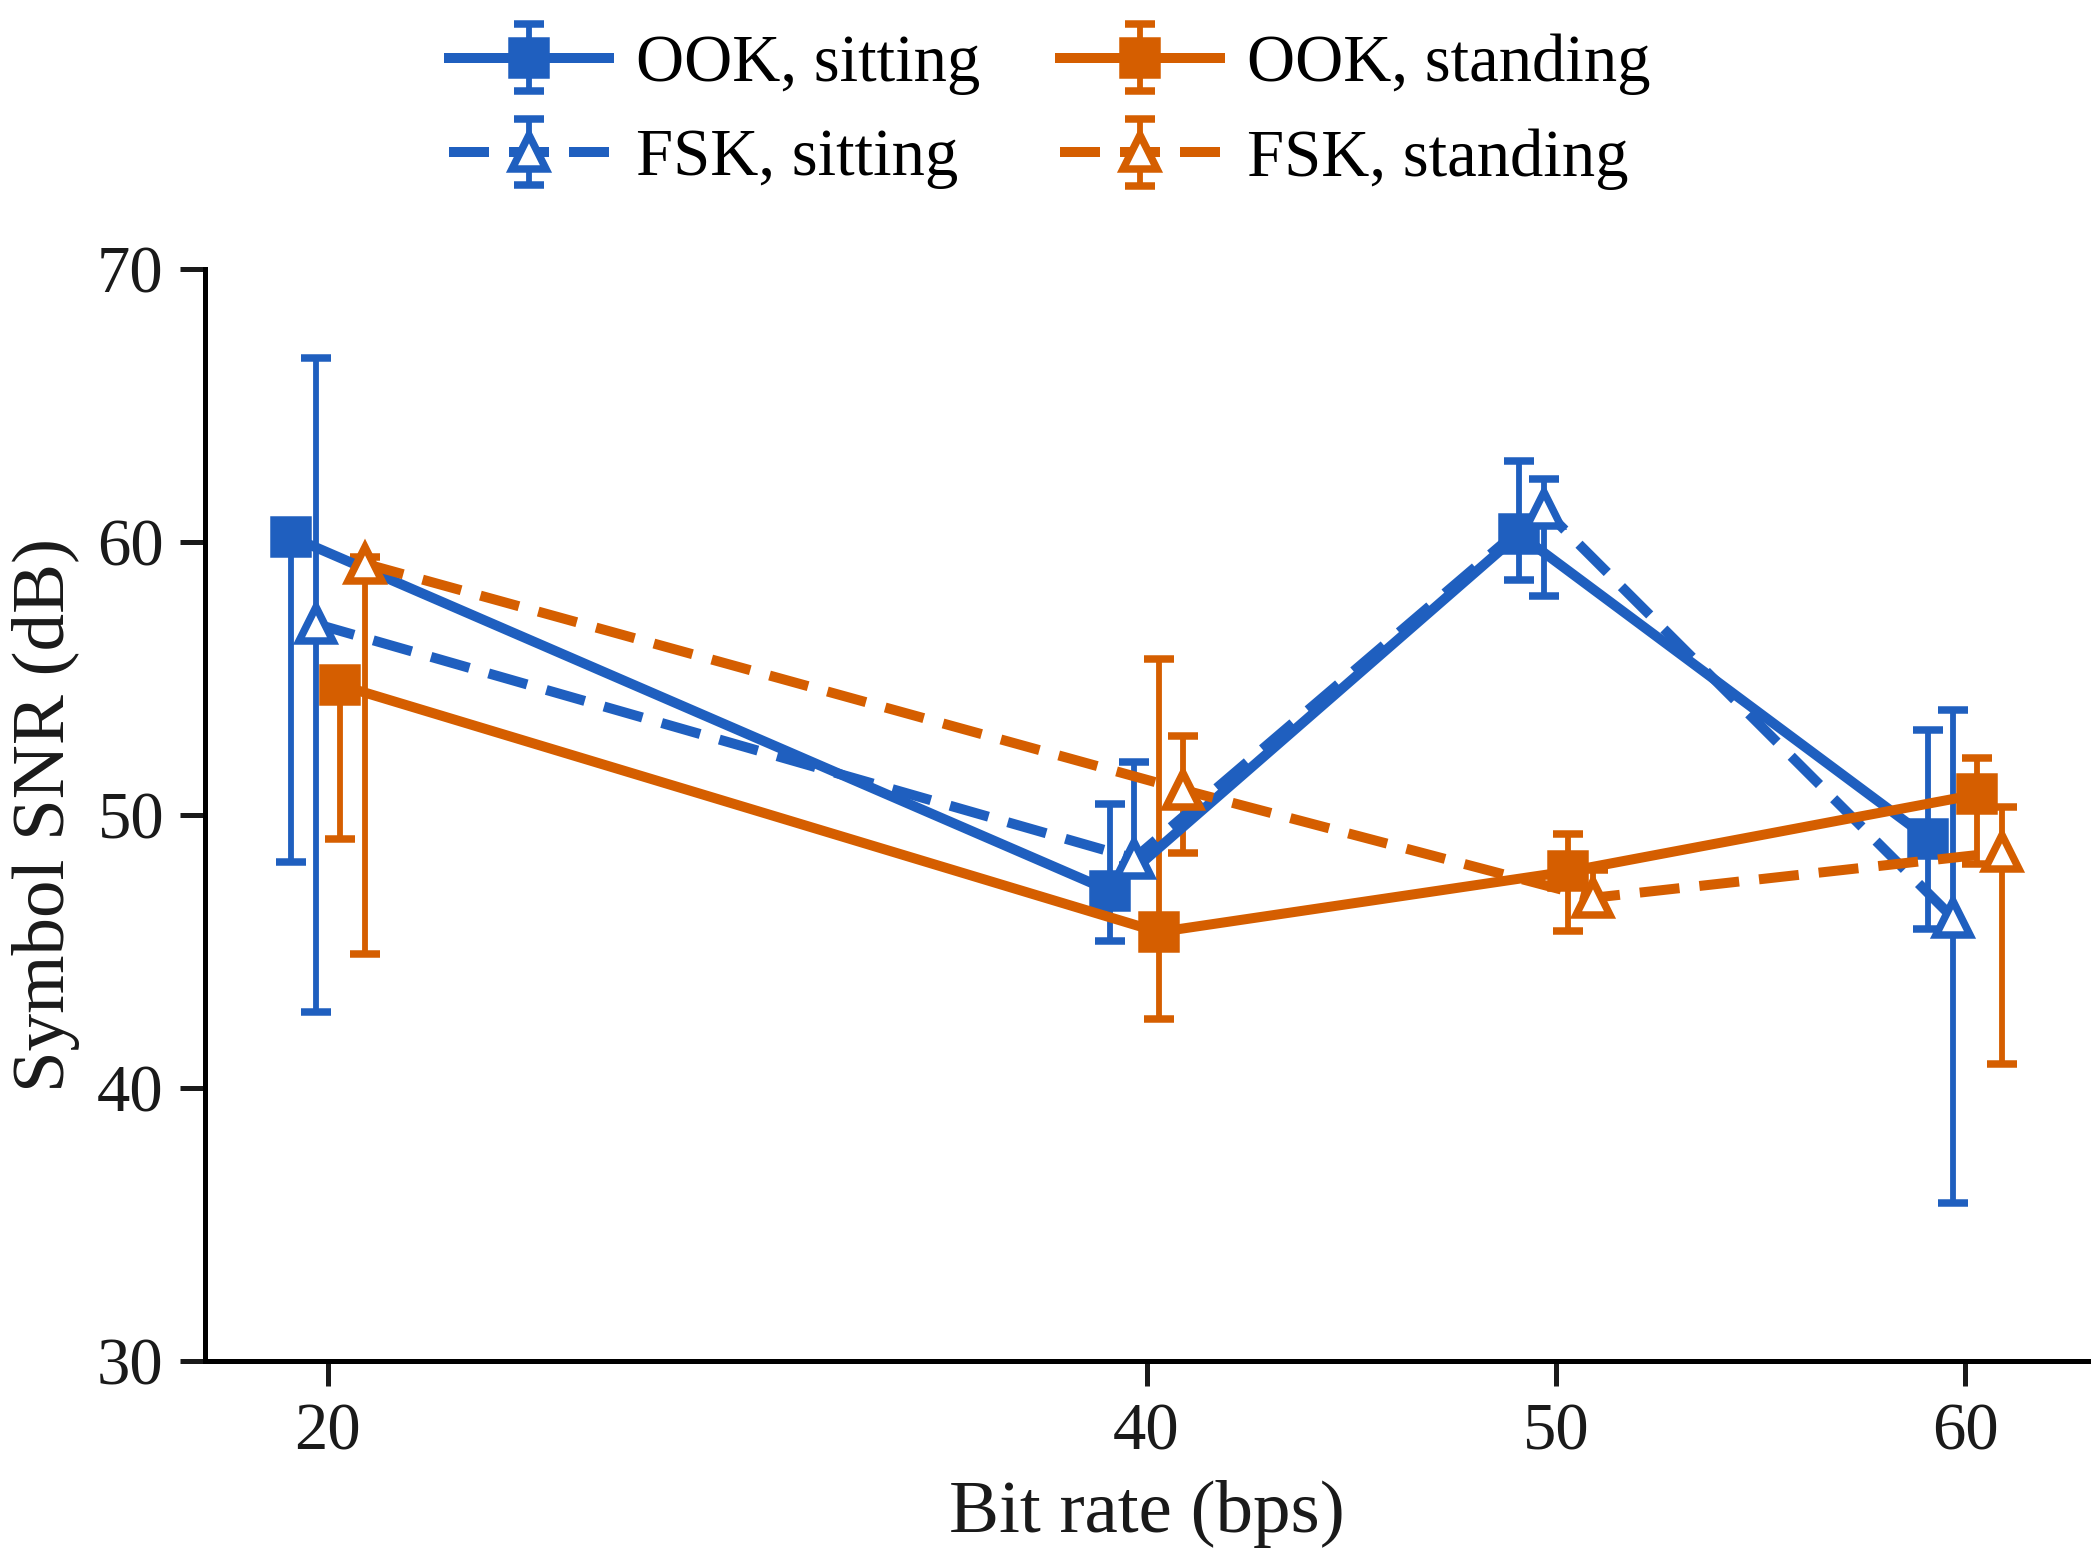 OOK, sitting
OOK, standing
FSK, sitting
FSK, standing
70
60
50
40
30
Symbol SNR (dB)
20
40
50
60
Bit rate (bps)